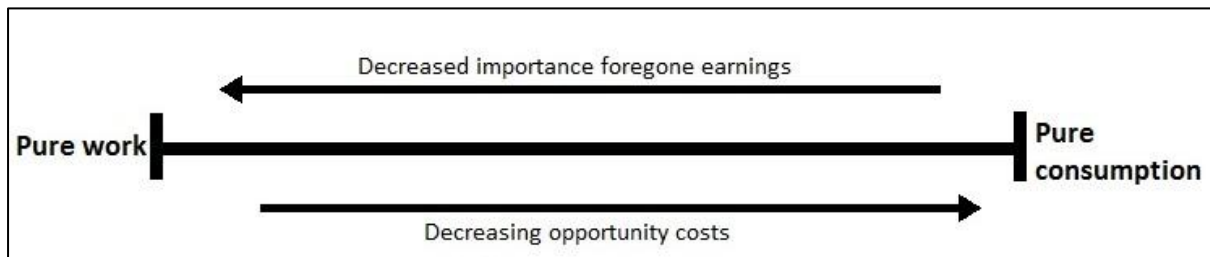 Decreased importance foregone earnings
Pure work
Pure
consumption
Decreasing opportunity costs